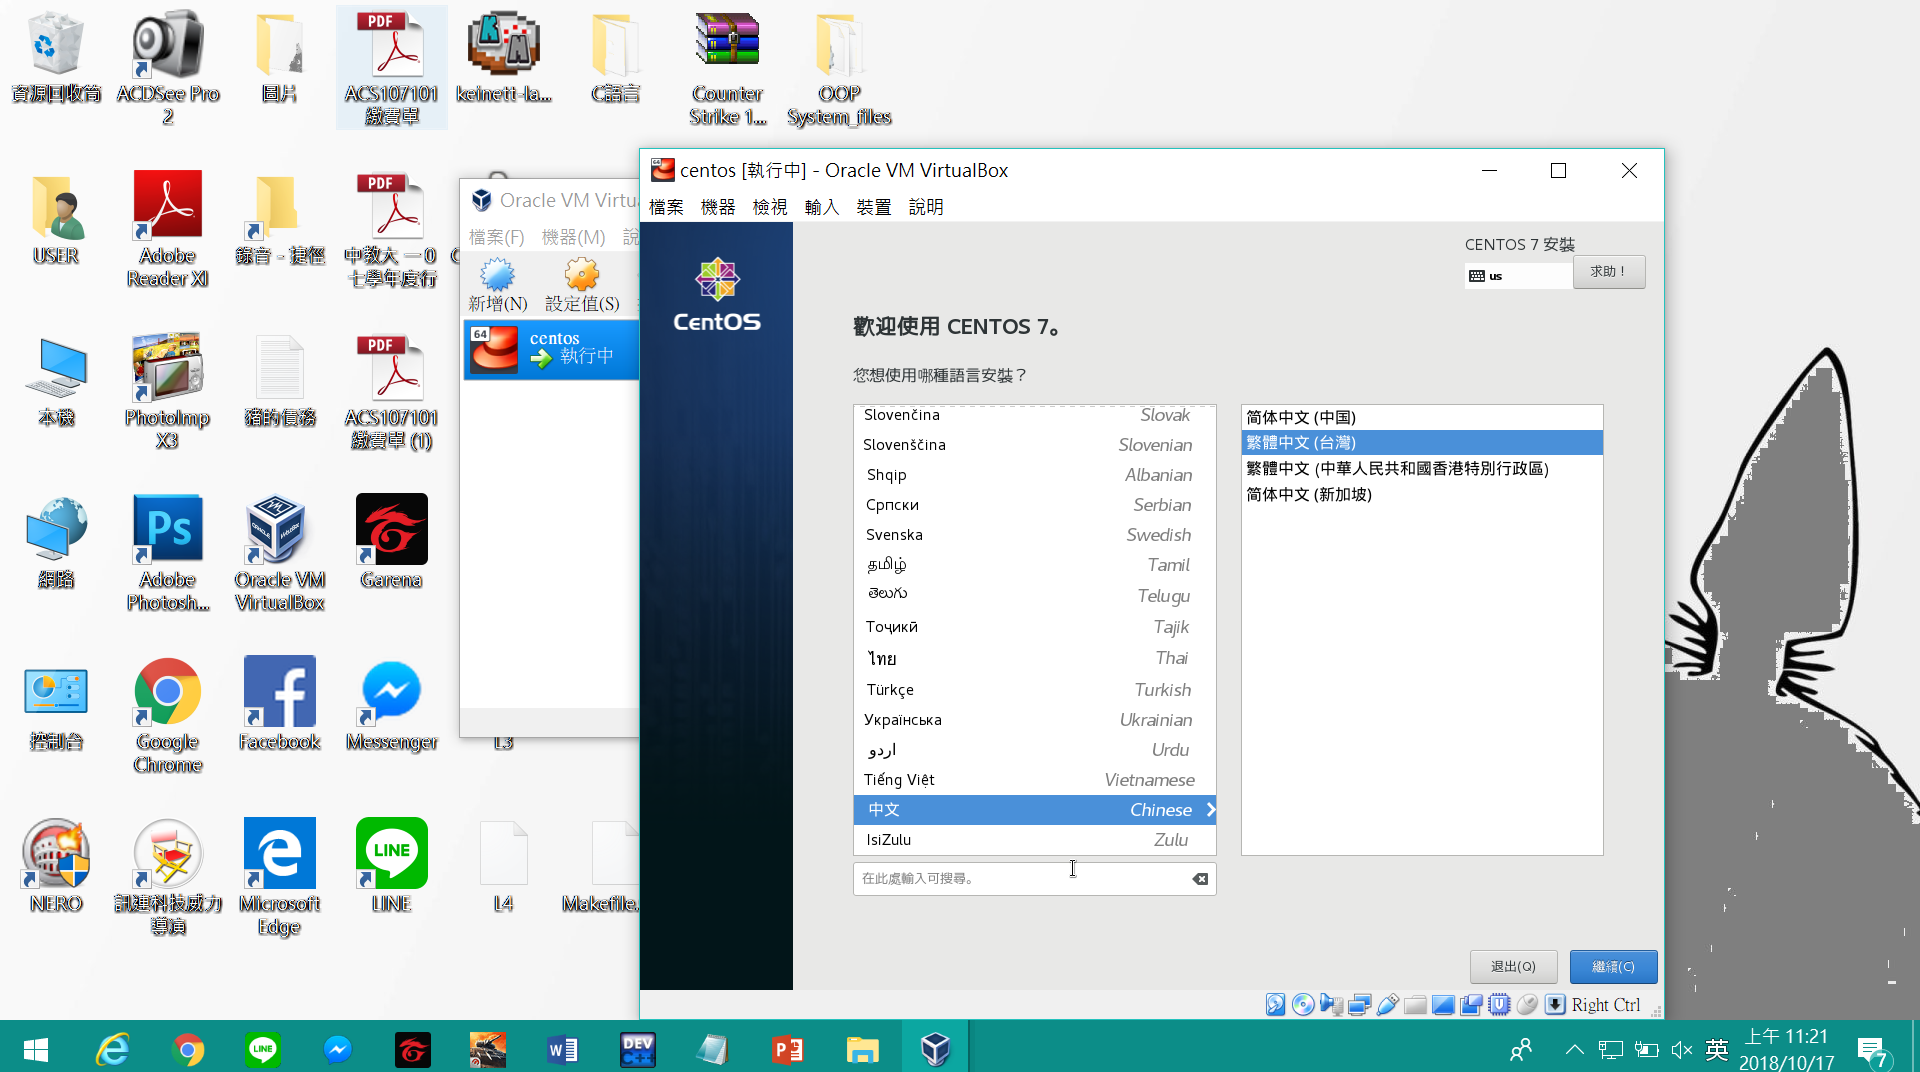 資源回收筒
ACDSee Pro 2
圖片
ACS107101 繳費單
keinett-la...
C語言
Counter Strike 1....
OOP System_files
USER
Adobe Reader XI
錄音 - 捷徑
中教大 一0七學年度行
本機
PhotoImp X3
豬的債務
ACS107101 繳費單 (1)
網路
Adobe Photosh...
Oracle VM VirtualBox
Garena
控制台
Google Chrome
Facebook
Messenger
L3
NERO
訊連科技威力導演
Microsoft Edge
LINE
L4
Makefile.
Oracle VM Virtu
檔案(F) 機器(M) 說
新增(N) 設定值(S)
64
centos
執行中
centos [執行中] - Oracle VM VirtualBox
檔案 機器 檢視 輸入 裝置 說明
CentOS
CENTOS 7 安裝
us
求助！
歡迎使用 CENTOS 7。
您想使用哪種語言安裝？
Slovenčina Slovak
Slovenščina Slovenian
Shqip Albanian
Српски Serbian
Svenska Swedish
தமிழ் Tamil
తెలుగు Telugu
Тоҷикӣ Tajik
ไทย Thai
Türkçe Turkish
Українська Ukrainian
اردو Urdu
Tiếng Việt Vietnamese
中文 Chinese
IsiZulu Zulu
在此處輸入可搜尋。
简体中文 (中国)
繁體中文 (台灣)
繁體中文 (中華人民共和國香港特別行政區)
简体中文 (新加坡)
退出(Q)
繼續(C)
Right Ctrl
英
上午 11:21
2018/10/17
7